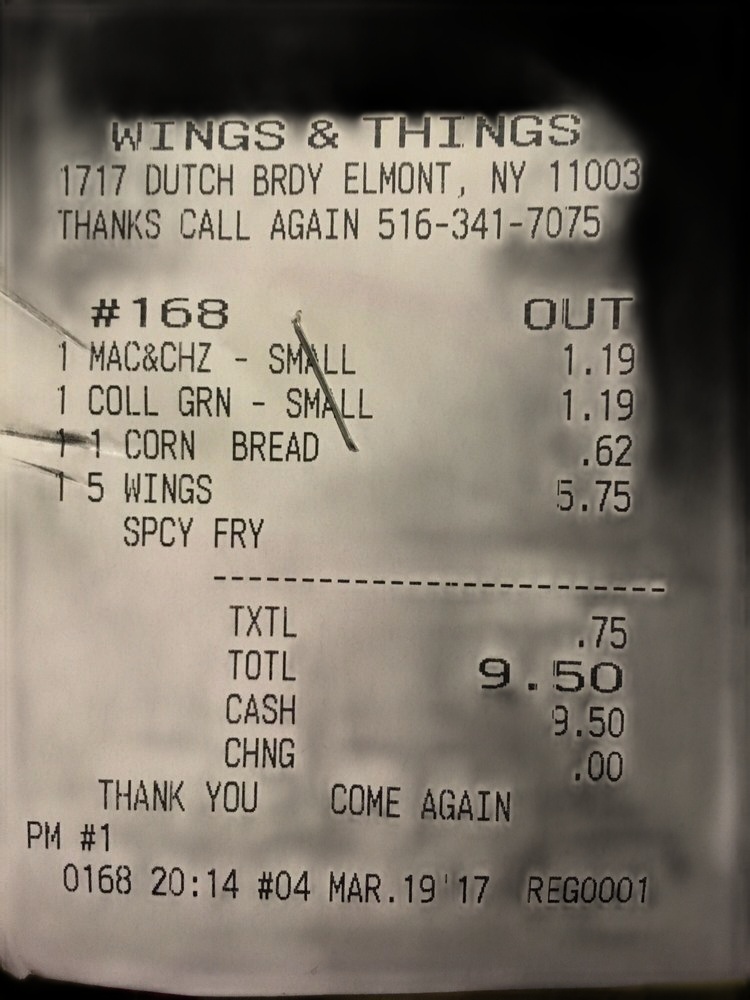 WINGS & THINGS
1717 DUTCH BRDY ELMONT, NY 11003
THANKS CALL AGAIN 516-341-7075
#168 OUT
1 MAC&CHZ - SMALL 1.19
1 COLL GRN - SMALL 1.19
1 1 CORN BREAD .62
1 5 WINGS 5.75
SPCY FRY
TXTL .75
TOTL 9.50
CASH 9.50
CHNG .00
THANK YOU COME AGAIN
PM #1
0168 20:14 #04 MAR.19'17 REG0001